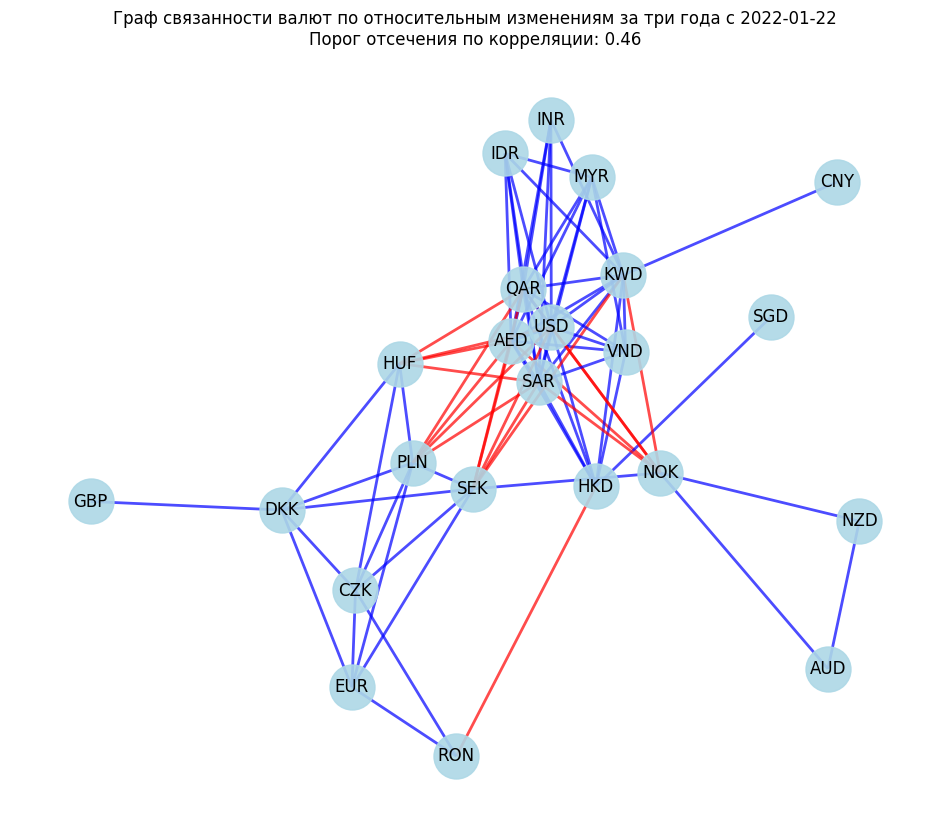 Граф связанности валют по относительным изменениям за три года с 2022-01-22
Порог отсечения по корреляции: 0.46
INR
IDR
MYR
CNY
KWD
QAR
SGD
USD
AED
VND
HUF
SAR
PLN
NOK
HKD
SEK
GBP
DKK
NZD
CZK
AUD
EUR
RON